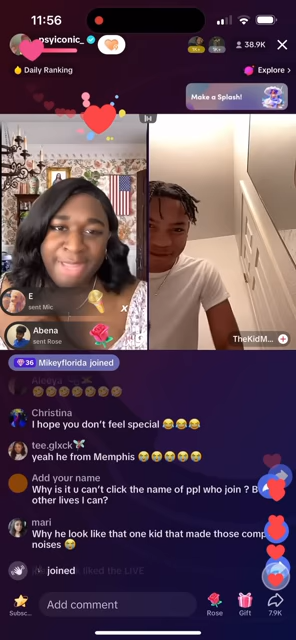 11:56
psyiconic_
38.9K
Daily Ranking
Explore >
Make a Splash!
E
sent Mic
x
Abena
sent Rose
TheKidM...
36 Mikeyflorida joined
Christina
I hope you don't feel special 😂😂😂
tee.glxck🕊
yeah he from Memphis 😂😂😂😂😂
Add your name
Why is it u can't click the name of ppl who join ? B
other lives I can?
mari
Why he look like that one kid that made those comp
noises 😂
joined
liked the LIVE
Subsc...
Add comment
Rose
Gift
7.9K